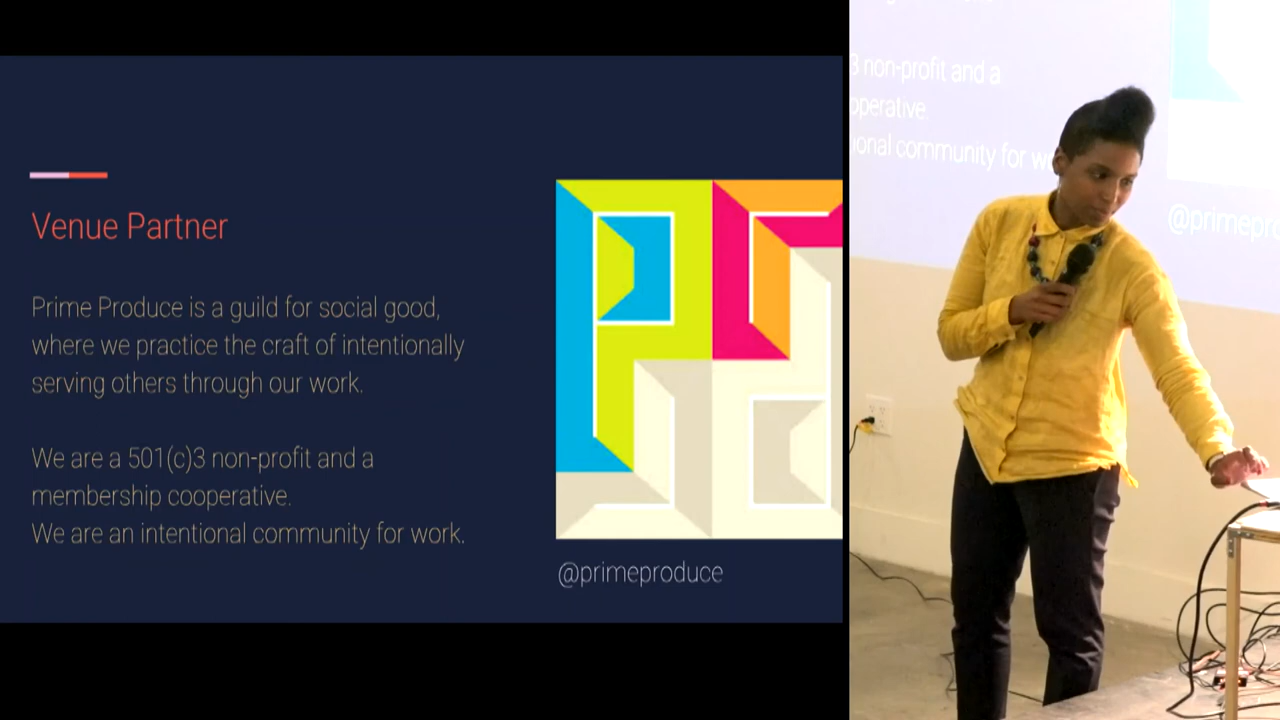 Venue Partner
Prime Produce is a guild for social good,
where we practice the craft of intentionally
serving others through our work.
We are a 501(c)3 non-profit and a
membership cooperative.
We are an intentional community for work.
@primeproduce
3 non-profit and a
operative.
ional community for w
@primepro